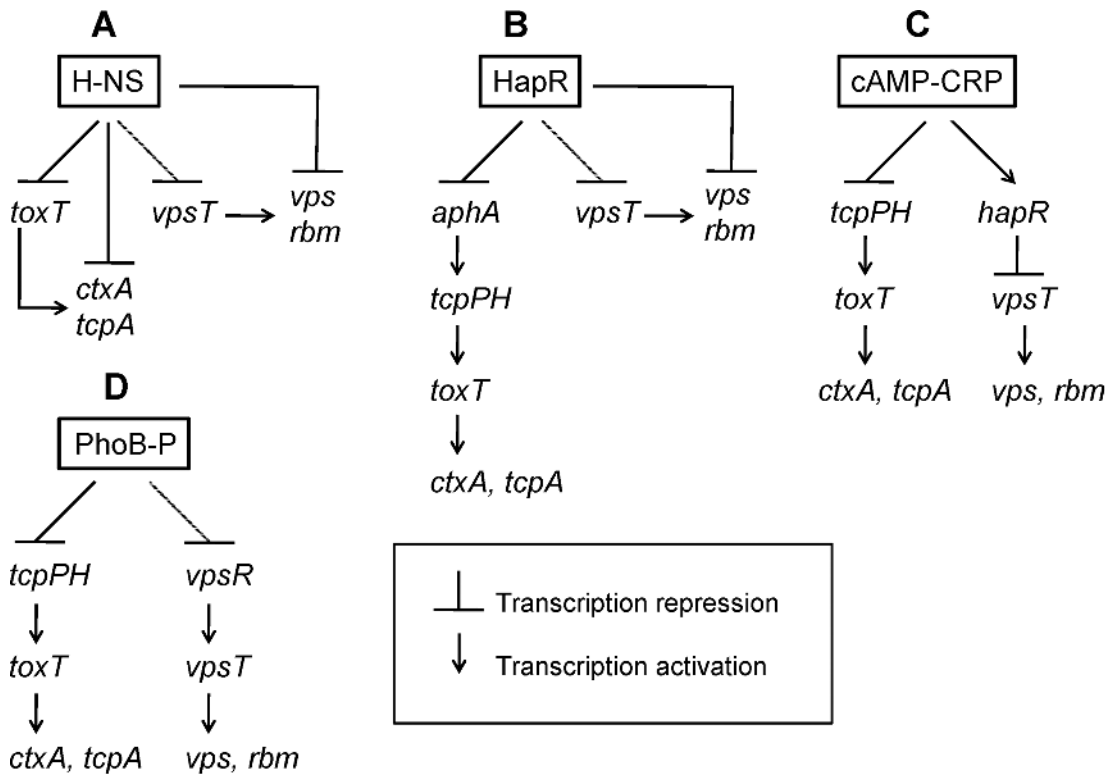 A
H-NS
toxT
vpsT
vps
rbm
ctxA
tcpA
B
HapR
aphA
vpsT
vps
rbm
tcpPH
toxT
ctxA, tcpA
C
cAMP-CRP
tcpPH
hapR
toxT
vpsT
ctxA, tcpA
vps, rbm
D
PhoB-P
tcpPH
vpsR
toxT
vpsT
ctxA, tcpA
vps, rbm
Transcription repression
Transcription activation